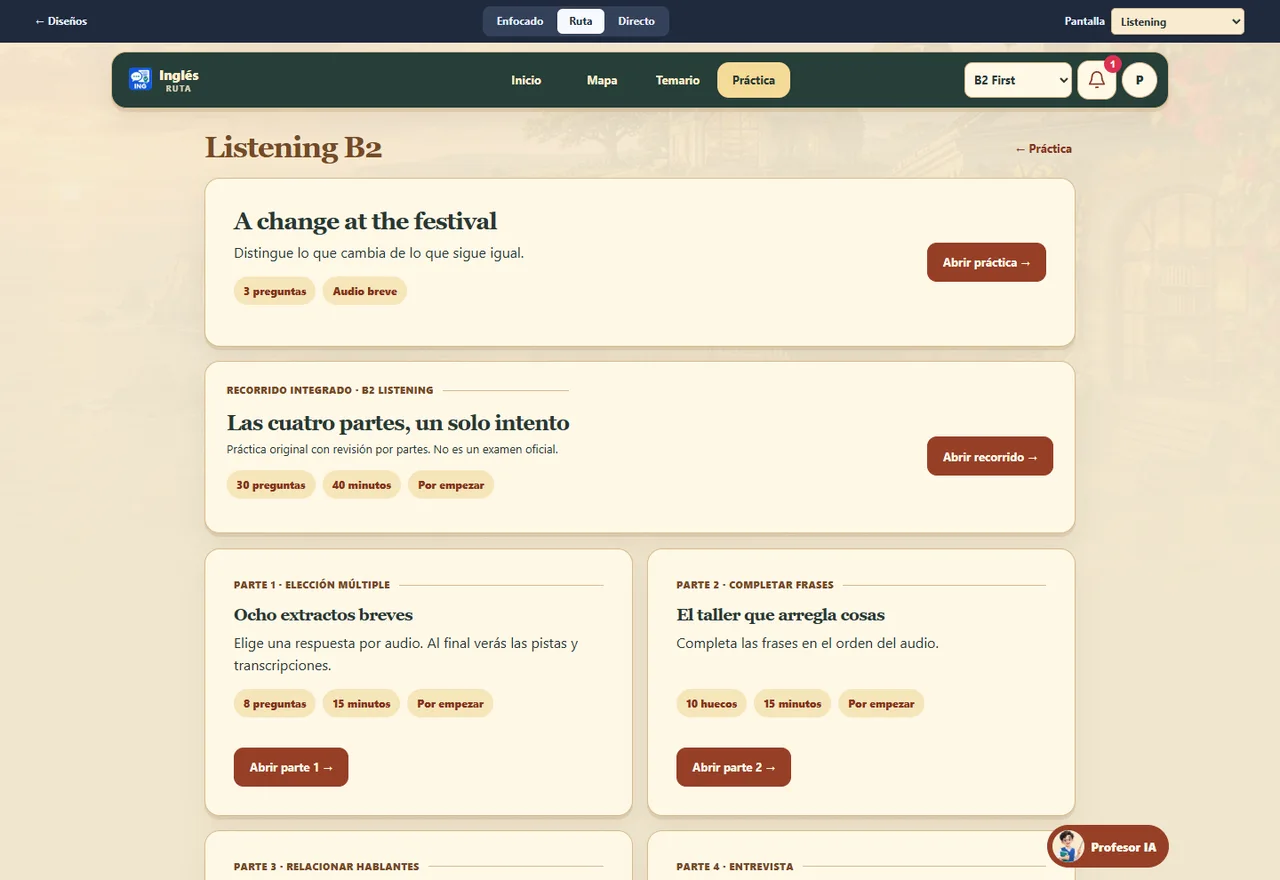 ← Diseños
Enfocado
Ruta
Directo
Pantalla
Listening
ING
Inglés
RUTA
Inicio
Mapa
Temario
Práctica
B2 First
1
P
Listening B2
← Práctica
A change at the festival
Distingue lo que cambia de lo que sigue igual.
3 preguntas
Audio breve
Abrir práctica →
RECORRIDO INTEGRADO · B2 LISTENING
Las cuatro partes, un solo intento
Práctica original con revisión por partes. No es un examen oficial.
30 preguntas
40 minutos
Por empezar
Abrir recorrido →
PARTE 1 · ELECCIÓN MÚLTIPLE
Ocho extractos breves
Elige una respuesta por audio. Al final verás las pistas y
transcripciones.
8 preguntas
15 minutos
Por empezar
Abrir parte 1 →
PARTE 2 · COMPLETAR FRASES
El taller que arregla cosas
Completa las frases en el orden del audio.
10 huecos
15 minutos
Por empezar
Abrir parte 2 →
PARTE 3 · RELACIONAR HABLANTES
PARTE 4 · ENTREVISTA
Profesor IA